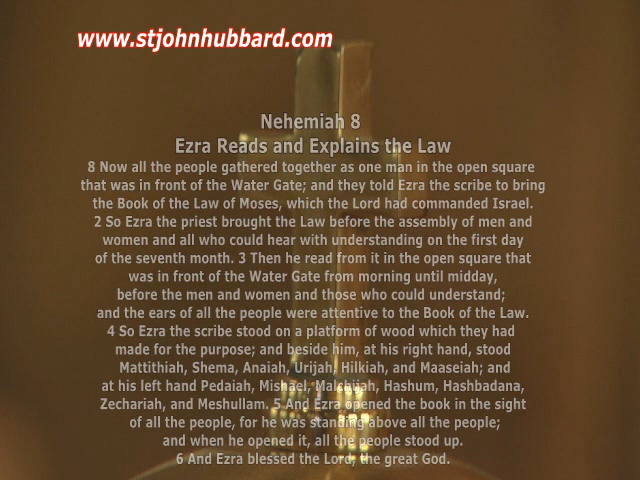 www.stjohnhubbard.com
Nehemiah 8
Ezra Reads and Explains the Law
8 Now all the people gathered together as one man in the open square
that was in front of the Water Gate; and they told Ezra the scribe to bring
the Book of the Law of Moses, which the Lord had commanded Israel.
2 So Ezra the priest brought the Law before the assembly of men and
women and all who could hear with understanding on the first day
of the seventh month. 3 Then he read from it in the open square that
was in front of the Water Gate from morning until midday,
before the men and women and those who could understand;
and the ears of all the people were attentive to the Book of the Law.
4 So Ezra the scribe stood on a platform of wood which they had
made for the purpose; and beside him, at his right hand, stood
Mattithiah, Shema, Anaiah, Urijah, Hilkiah, and Maaseiah; and
at his left hand Pedaiah, Mishael, Malchijah, Hashum, Hashbadana,
Zechariah, and Meshullam. 5 And Ezra opened the book in the sight
of all the people, for he was standing above all the people;
and when he opened it, all the people stood up.
6 And Ezra blessed the Lord, the great God.